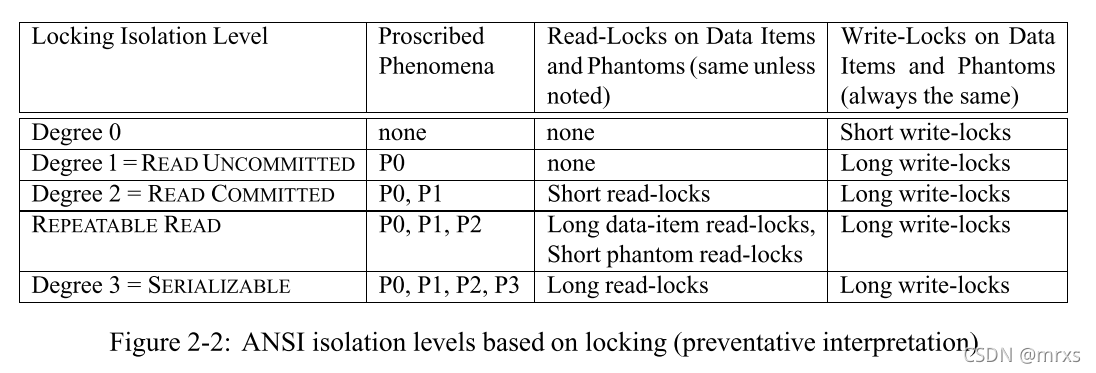 Locking Isolation Level
Proscribed
Phenomena
Read-Locks on Data Items
and Phantoms (same unless
noted)
Write-Locks on Data
Items and Phantoms
(always the same)
Degree 0
none
none
Short write-locks
Degree 1 = READ UNCOMMITTED
P0
none
Long write-locks
Degree 2 = READ COMMITTED
P0, P1
Short read-locks
Long write-locks
REPEATABLE READ
P0, P1, P2
Long data-item read-locks,
Short phantom read-locks
Long write-locks
Degree 3 = SERIALIZABLE
P0, P1, P2, P3
Long read-locks
Long write-locks
Figure 2-2: ANSI isolation levels based on locking (preventative interpretation)
CSDN @mrxs